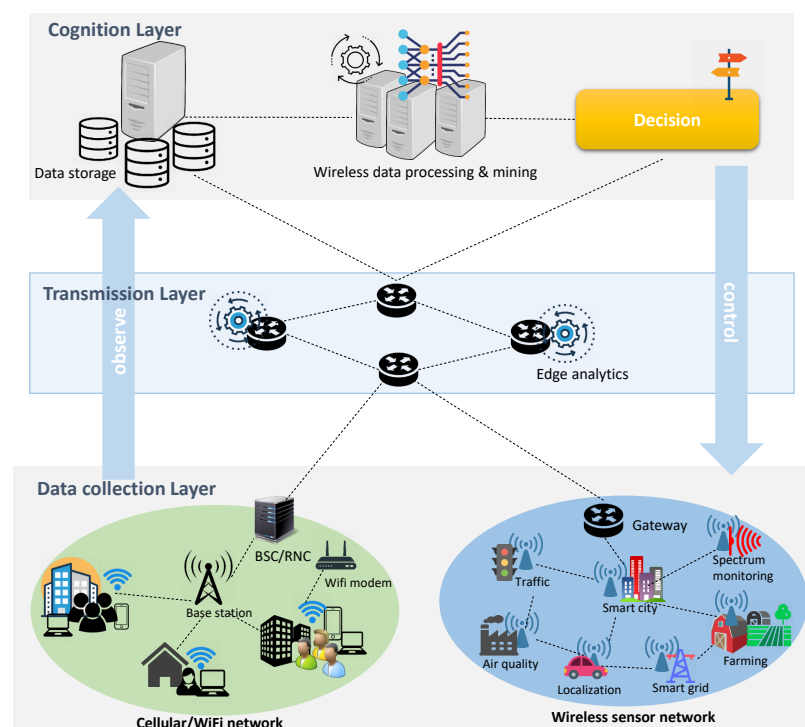 Cognition Layer
Decision
Data storage
Wireless data processing & mining
Transmission Layer
observe
control
Edge analytics
Data collection Layer
BSC/RNC
Gateway
Wifi modem
Spectrum
monitoring
Traffic
Base station
Smart city
Air quality
Farming
Localization
Smart grid
Cellular/WiFi network
Wireless sensor network